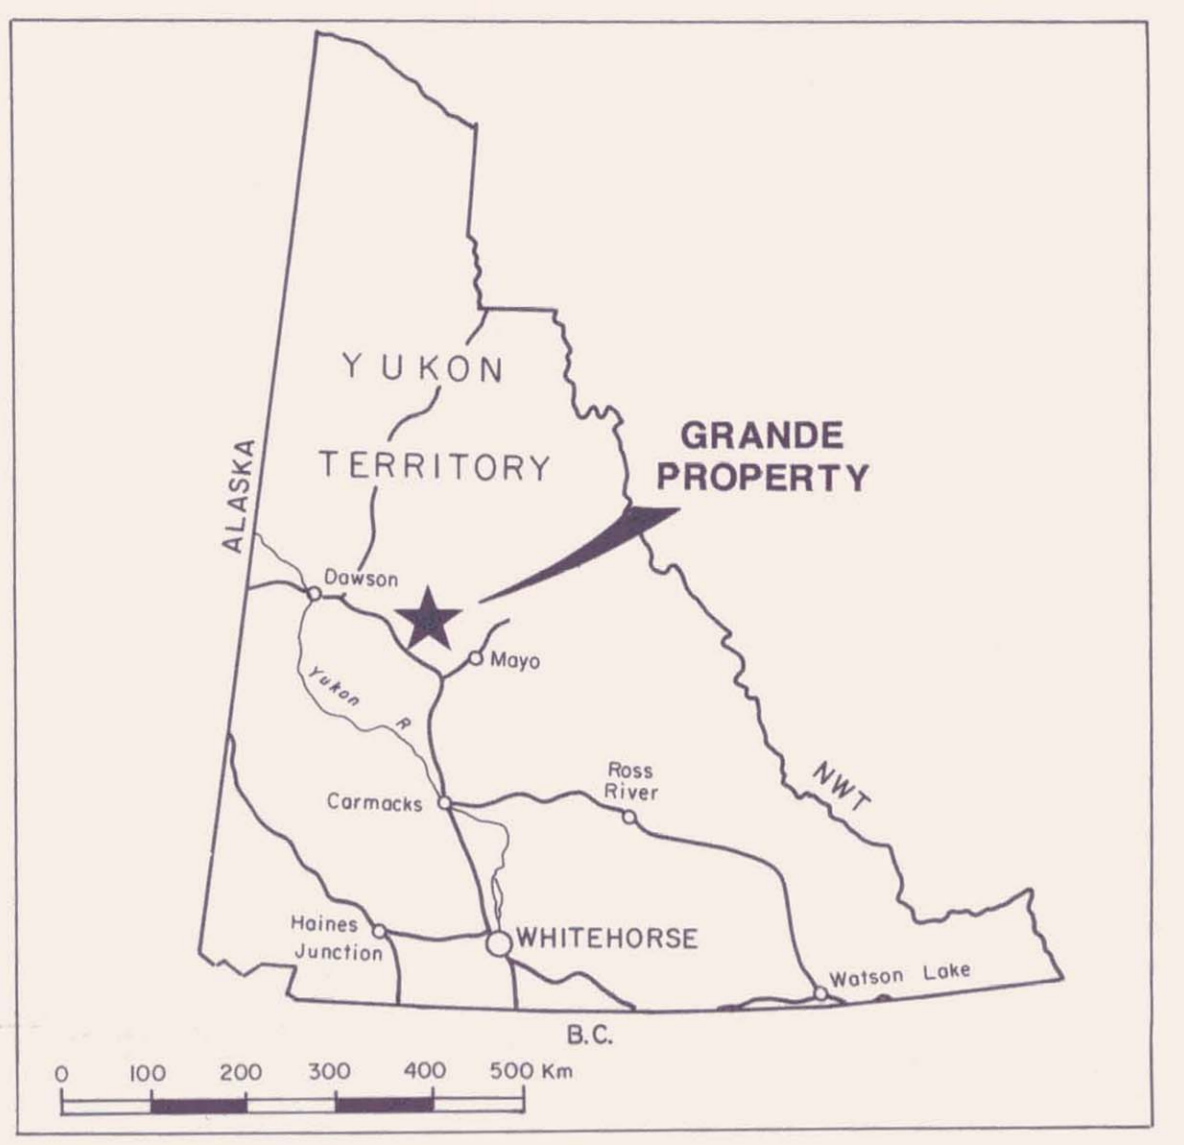 YUKON
TERRITORY
GRANDE
PROPERTY
ALASKA
Dawson
Mayo
Yukon R
NWT
Ross
River
Carmacks
Haines
Junction
WHITEHORSE
Watson Lake
B.C.
0 100 200 300 400 500 Km